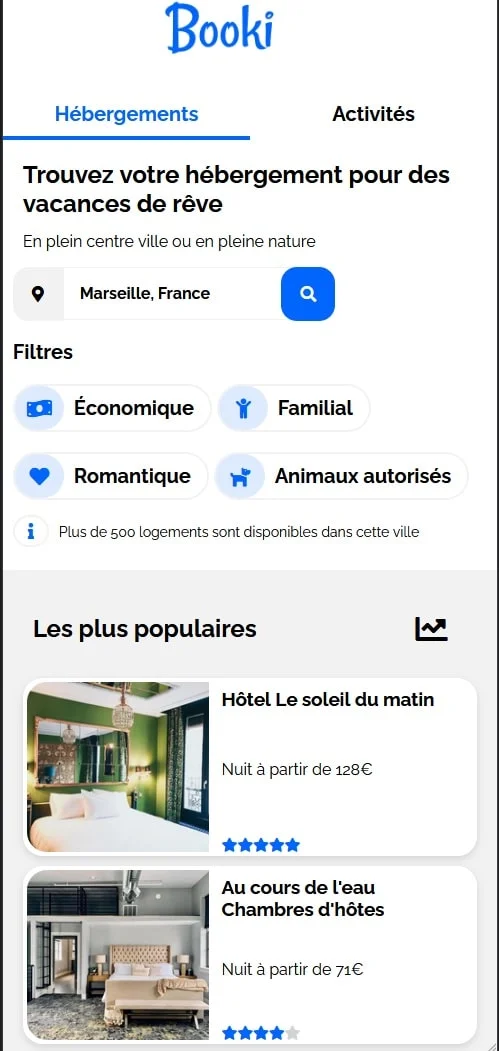 Booki
Hébergements
Activités
Trouvez votre hébergement pour des
vacances de rêve
En plein centre ville ou en pleine nature
Marseille, France
Filtres
Économique
Familial
Romantique
Animaux autorisés
Plus de 500 logements sont disponibles dans cette ville
Les plus populaires
Hôtel Le soleil du matin
Nuit à partir de 128€
Au cours de l'eau
Chambres d'hôtes
Nuit à partir de 71€